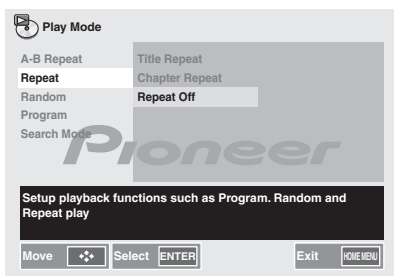 Play Mode
A-B Repeat
Repeat
Random
Program
Search Mode
Title Repeat
Chapter Repeat
Repeat Off
Pioneer
Setup playback functions such as Program. Random and
Repeat play
Move Select ENTER Exit HOME MENU